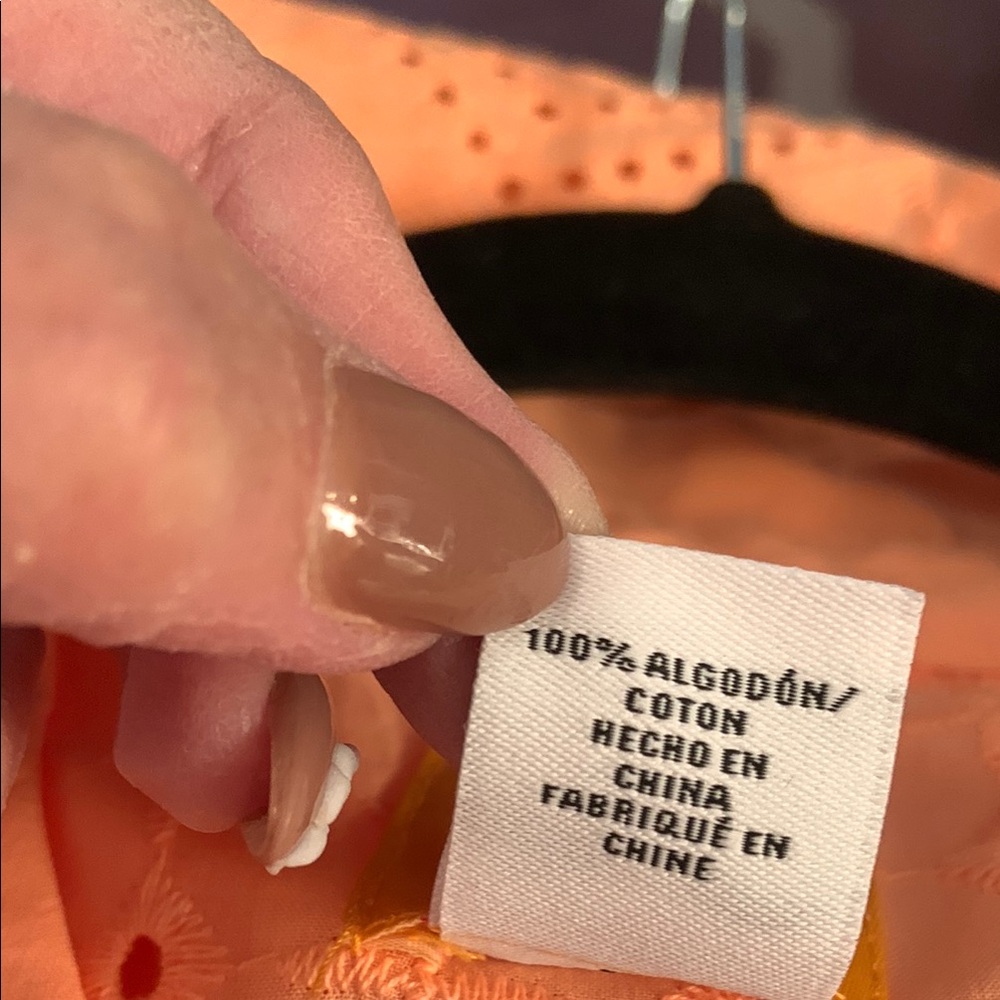 100% ALGODÓN/
COTON
HECHO EN
CHINA
FABRIQUÉ EN
CHINE